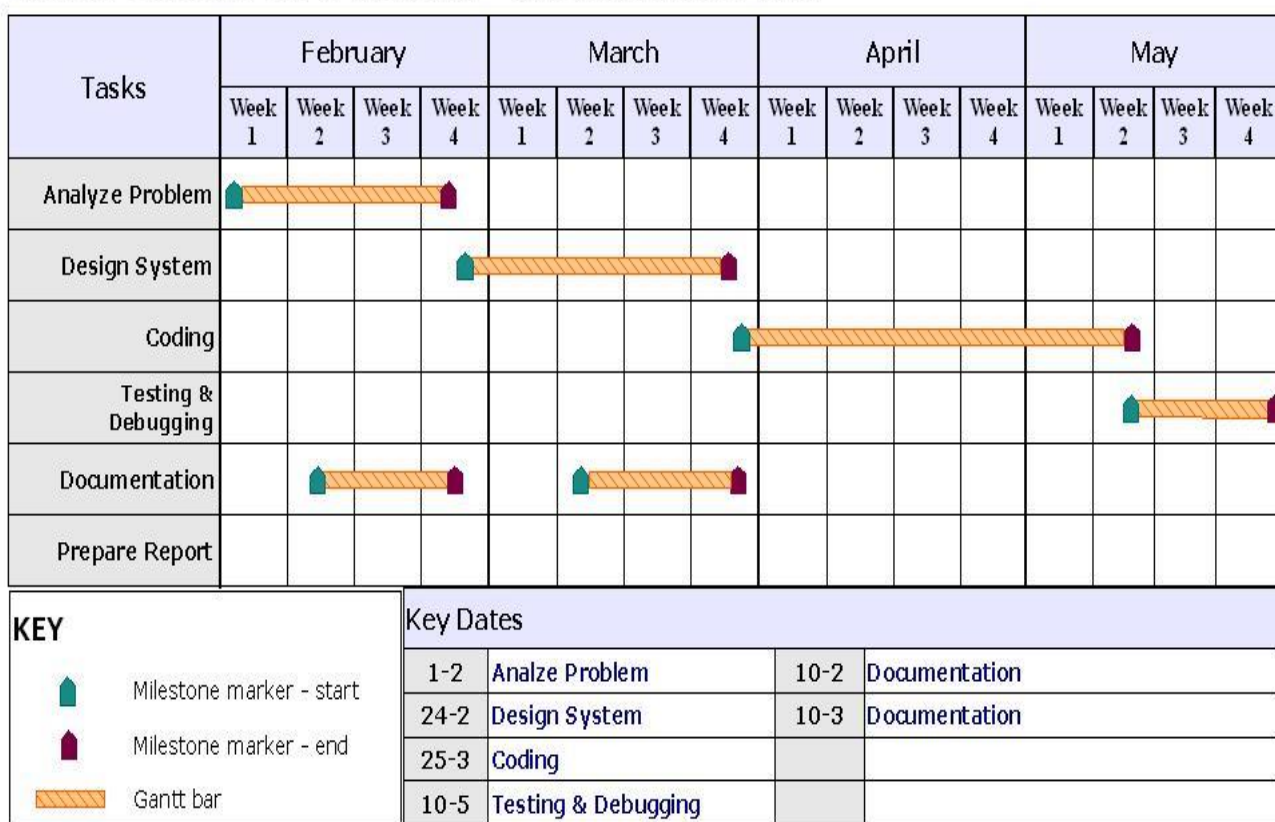 Tasks
February March April May
Week 1 Week 2 Week 3 Week 4 Week 1 Week 2 Week 3 Week 4 Week 1 Week 2 Week 3 Week 4 Week 1 Week 2 Week 3 Week 4
Analyze Problem
Design System
Coding
Testing &
Debugging
Documentation
Prepare Report
KEY
Milestone marker - start
Milestone marker - end
Gantt bar
Key Dates
1-2 Analze Problem 10-2 Documentation
24-2 Design System 10-3 Documentation
25-3 Coding
10-5 Testing & Debugging